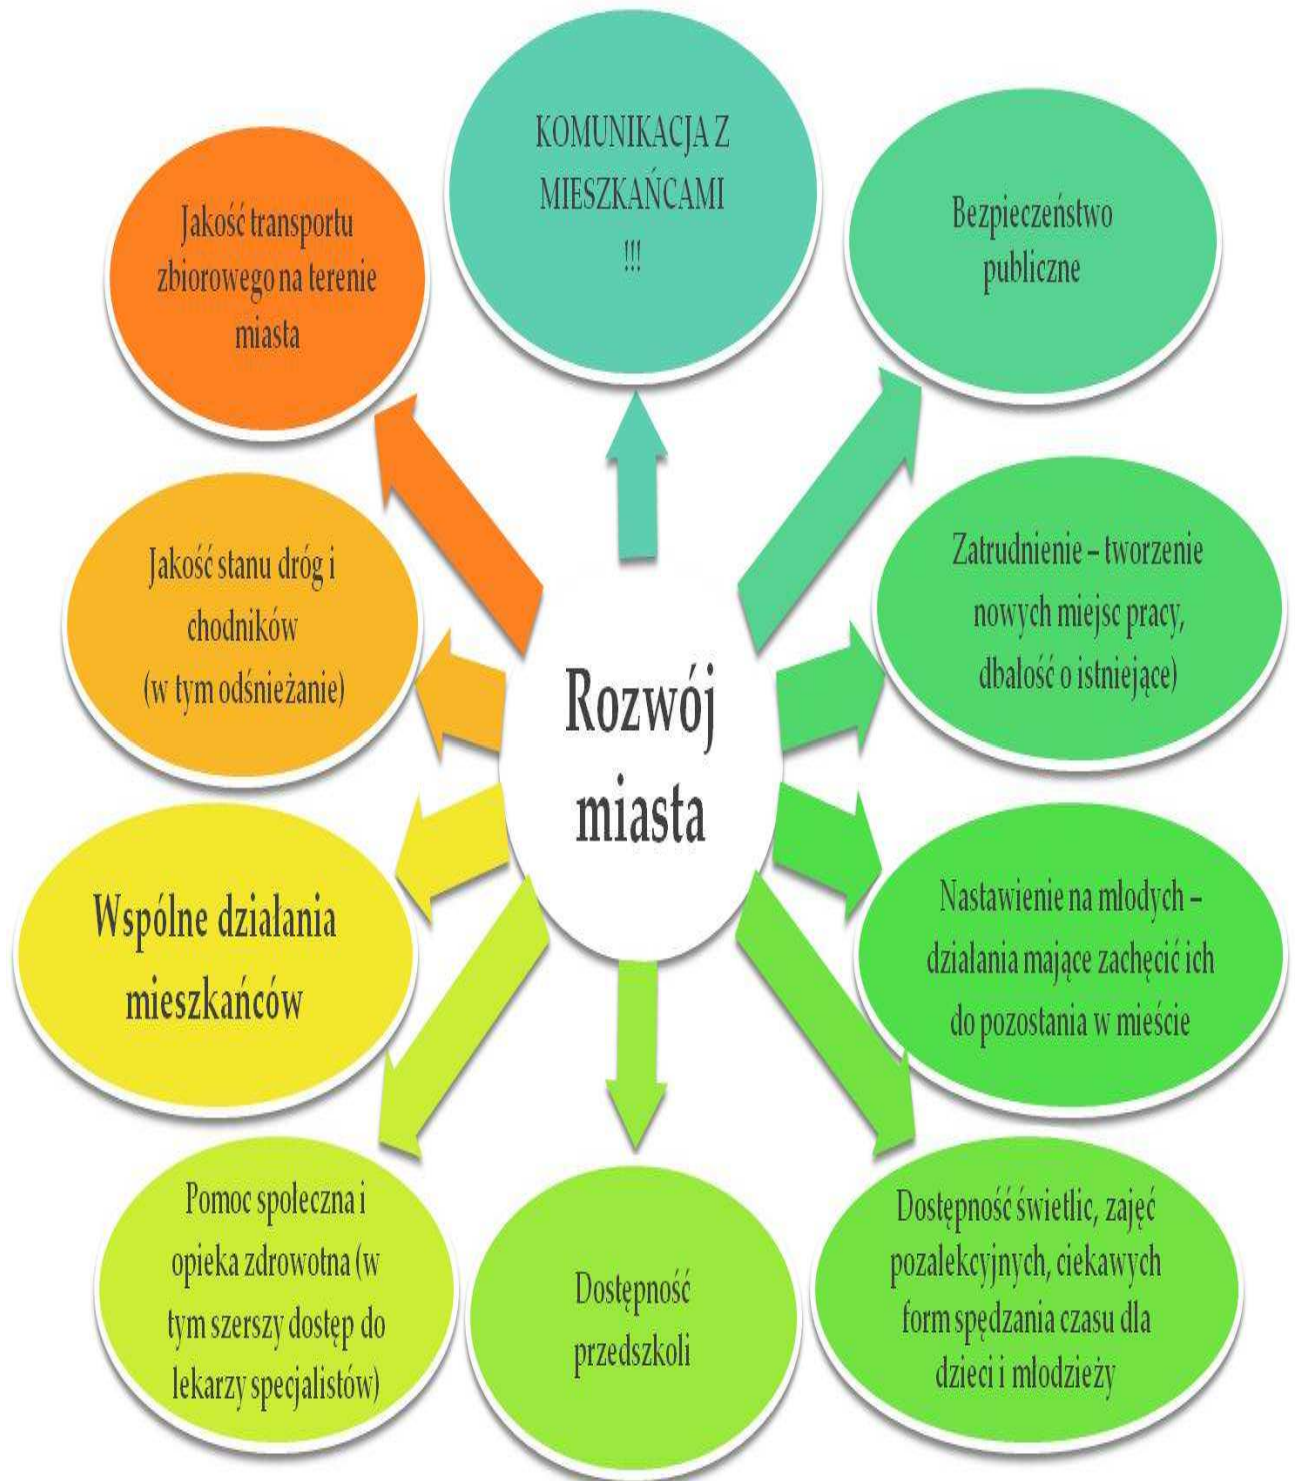 KOMUNIKACJA Z
MIESZKAŃCAMI
!!!
Bezpieczeństwo
publiczne
Zatrudnienie – tworzenie
nowych miejsc pracy,
dbałość o istniejące)
Nastawienie na młodych –
działania mające zachęcić ich
do pozostania w mieście
Dostępność świetlic, zajęć
pozalekcyjnych, ciekawych
form spędzania czasu dla
dzieci i młodzieży
Dostępność
przedszkoli
Pomoc społeczna i
opieka zdrowotna (w
tym szerszy dostęp do
lekarzy specjalistów)
Wspólne działania
mieszkańców
Jakość stanu dróg i
chodników
(w tym odśnieżanie)
Jakość transportu
zbiorowego na terenie
miasta
Rozwój
miasta